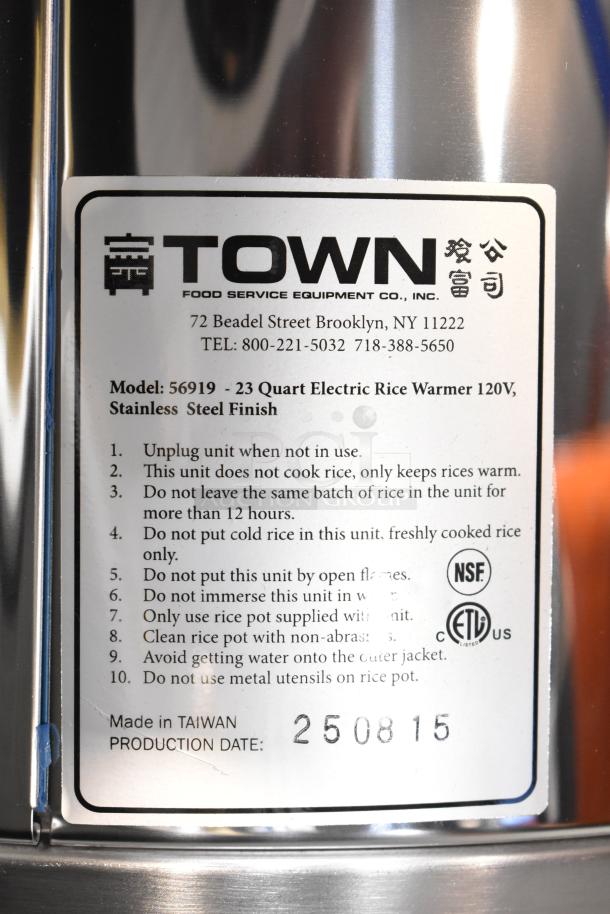 TOWN 發公
富司
FOOD SERVICE EQUIPMENT CO., INC.
72 Beadel Street Brooklyn, NY 11222
TEL: 800-221-5032 718-388-5650
Model: 56919 - 23 Quart Electric Rice Warmer 120V,
Stainless Steel Finish
1. Unplug unit when not in use.
2. This unit does not cook rice, only keeps rices warm.
3. Do not leave the same batch of rice in the unit for
more than 12 hours.
4. Do not put cold rice in this unit, freshly cooked rice
only.
5. Do not put this unit by open flames.
6. Do not immerse this unit in
7. Only use rice pot supplied with unit.
8. Clean rice pot with
9. Avoid getting water onto the outer jacket.
10. Do not use metal utensils on rice pot.
NSF
C ETL US
LISTED
Made in TAIWAN
PRODUCTION DATE: 250815
AUCTION GROUP